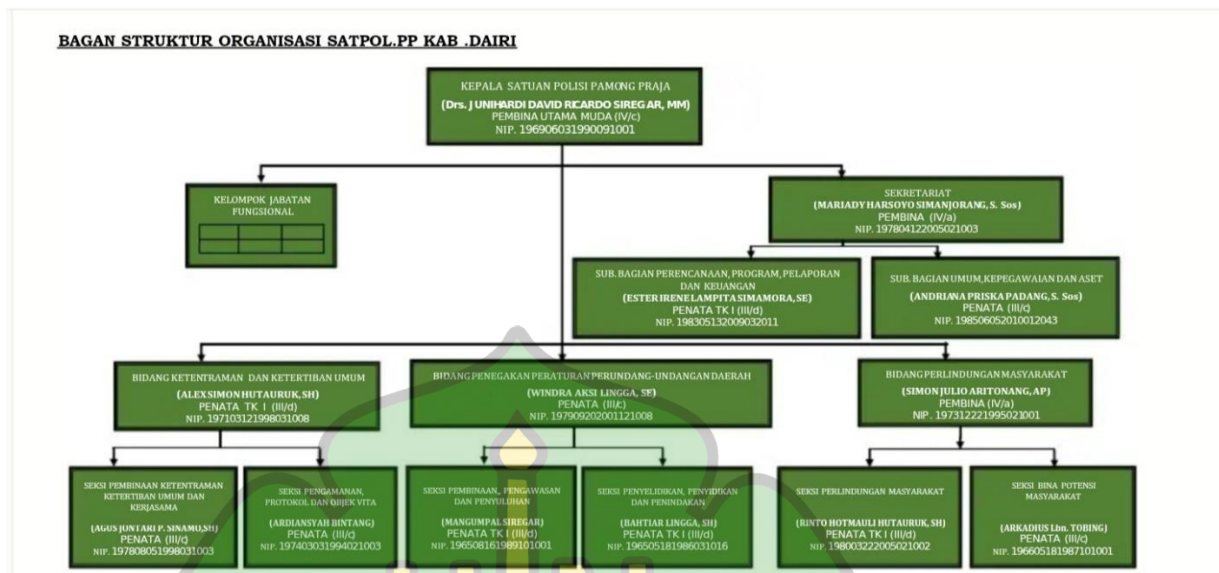 BAGAN STRUKTUR ORGANISASI SATPOL.PP KAB .DAIRI
KEPALA SATUAN POLISI PAMONG PRAJA
(Drs. JUNIHARDI DAVID RICARDO SIREGAR, MM)
PEMBINA UTAMA MUDA (IV/c)
NIP. 196906031990091001
KELOMPOK JABATAN
FUNGSIONAL
SEKRETARIAT
(MARIADY HARSOYO SIMANJORANG, S. Sos)
PEMBINA (IV/a)
NIP. 197804122005021003
SUB. BAGIAN PERENCANAAN, PROGRAM, PELAPORAN
DAN KEUANGAN
(ESTER IRENE LAMPITA SIMAMORA, SE)
PENATA TK I (III/d)
NIP. 198305132009032011
SUB. BAGIAN UMUM, KEPEGAWAIAN DAN ASET
(ANDRIANA PRISKA PADANG, S. Sos)
PENATA (III/c)
NIP. 198506052010012043
BIDANG KETENTRAMAN DAN KETERTIBAN UMUM
(ALEX SIMON HUTAURUK, SH)
PENATA TK I (III/d)
NIP. 197103121998031008
BIDANG PENEGAKAN PERATURAN PERUNDANG-UNDANGAN DAERAH
(WINDRA AKSI LINGGA, SE)
PENATA (III/c)
NIP. 197909202001121008
BIDANG PERLINDUNGAN MASYARAKAT
(SIMON JULIO ARITONANG, AP)
PEMBINA (IV/a)
NIP. 197312221995021001
SEKSI PEMBINAAN KETENTRAMAN
KETERTIBAN UMUM DAN
KERJASAMA
(AGUS JONTARI P. SINAMO,SH)
PENATA (III/c)
NIP. 197808051998031003
SEKSI PENGAMANAN,
PROTOKOL DAN OBJEK VITA
(ARDIANSYAH BINTANG)
PENATA (III/c)
NIP. 197403031994021003
SEKSI PEMBINAAN,, PENGAWASAN
DAN PENYULUHAN
(MANGUMPAL SIREGAR)
PENATA TK I (III/d)
NIP. 196508161989101001
SEKSI PENYELIDIKAN, PENYIDIKAN
DAN PENINDAKAN
(BAHTIAR LINGGA, SH)
PENATA TK I (III/d)
NIP. 196505181986031016
SEKSI PERLINDUNGAN MASYARAKAT
(RINTO HOTMAULI HUTAURUK, SH)
PENATA TK I (III/d)
NIP. 198003222005021002
SEKSI BINA POTENSI
MASYARAKAT
(ARKADIUS Lbn. TOBING)
PENATA (III/c)
NIP. 196605181987101001